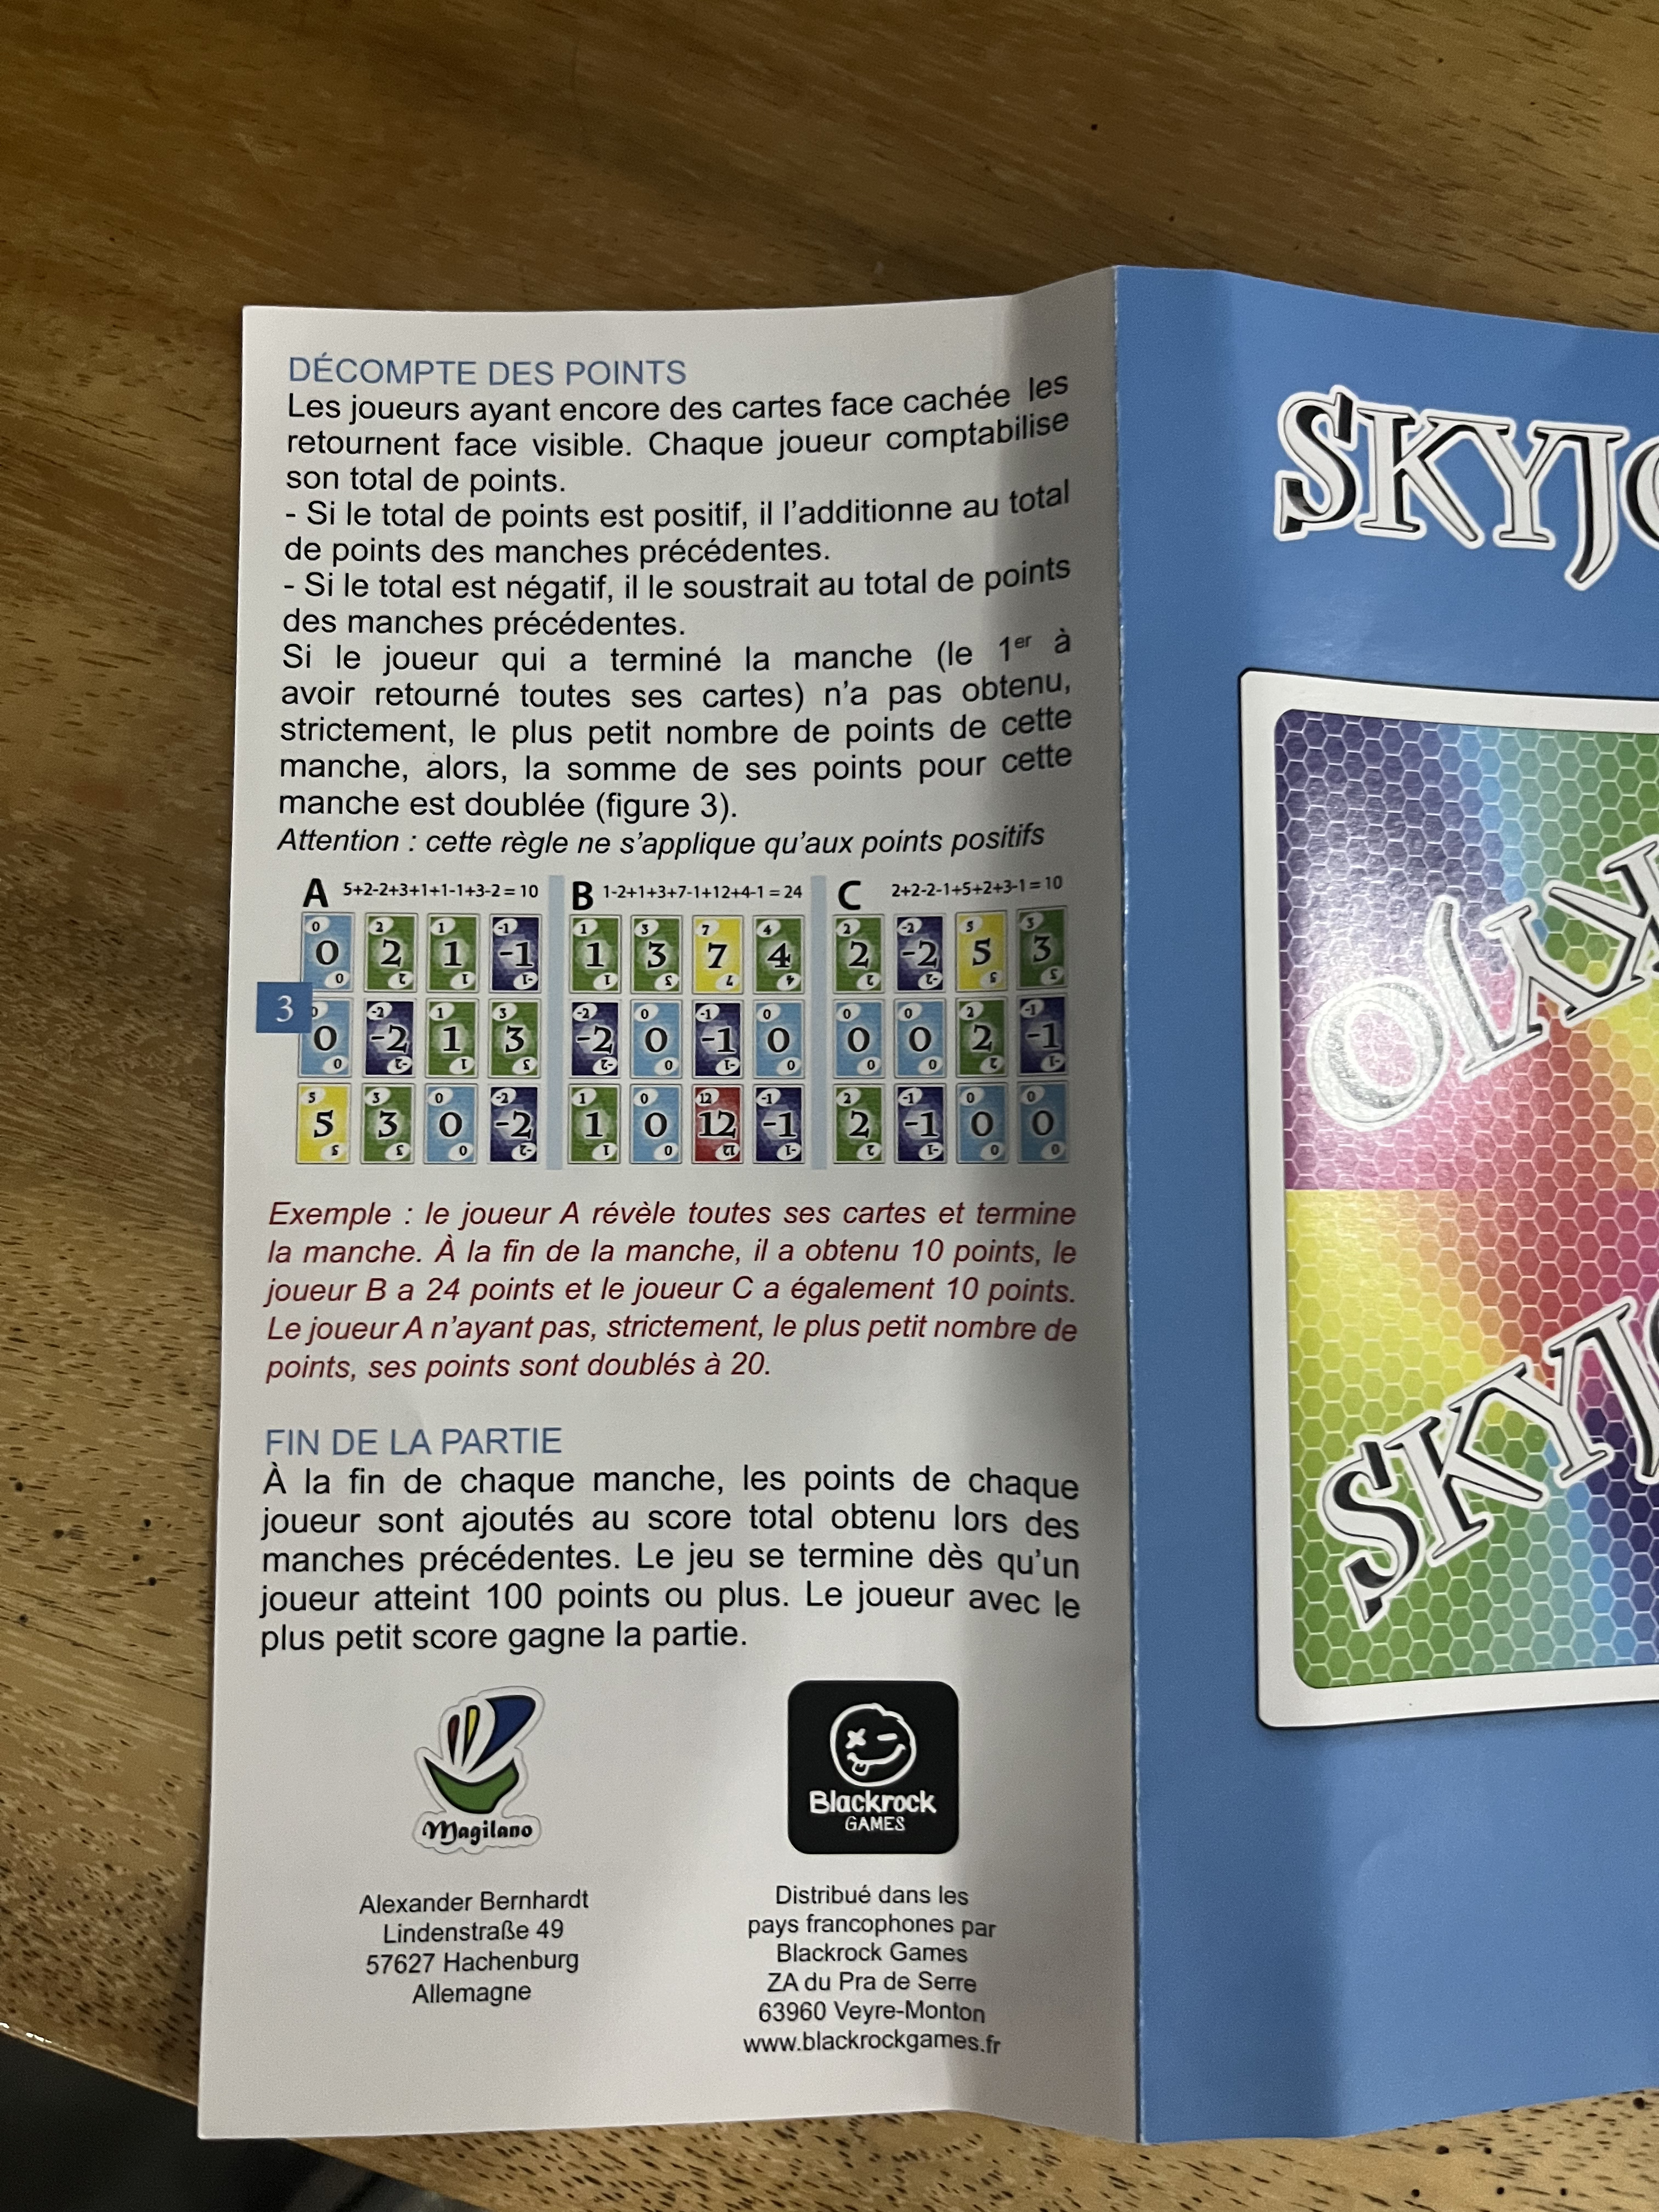 DÉCOMPTE DES POINTS
Les joueurs ayant encore des cartes face cachée les
retournent face visible. Chaque joueur comptabilise
son total de points.
- Si le total de points est positif, il l'additionne au total
de points des manches précédentes.
- Si le total est négatif, il le soustrait au total de points
des manches précédentes.
Si le joueur qui a terminé la manche (le 1er à
avoir retourné toutes ses cartes) n'a pas obtenu,
strictement, le plus petit nombre de points de cette
manche, alors, la somme de ses points pour cette
manche est doublée (figure 3).
Attention : cette règle ne s'applique qu'aux points positifs
A 5+2-2+3+1+1-1+3-2 = 10
0 2 1 -1
3
0 -2 1 3
5 3 0 -2
B 1-2+1+3+7-1+12+4-1 = 24
1 3 7 4
-2 0 -1 0
1 0 12 -1
C 2+2-2-1+5+2+3-1 = 10
2 -2 5 3
0 0 2 -1
2 -1 0 0
Exemple : le joueur A révèle toutes ses cartes et termine
la manche. À la fin de la manche, il a obtenu 10 points, le
joueur B a 24 points et le joueur C a également 10 points.
Le joueur A n'ayant pas, strictement, le plus petit nombre de
points, ses points sont doublés à 20.
FIN DE LA PARTIE
À la fin de chaque manche, les points de chaque
joueur sont ajoutés au score total obtenu lors des
manches précédentes. Le jeu se termine dès qu'un
joueur atteint 100 points ou plus. Le joueur avec le
plus petit score gagne la partie.
Magilano
Alexander Bernhardt
Lindenstraße 49
57627 Hachenburg
Allemagne
Blackrock
GAMES
Distribué dans les
pays francophones par
Blackrock Games
ZA du Pra de Serre
63960 Veyre-Monton
www.blackrockgames.fr
SKYJO
KYJO
SKYJO